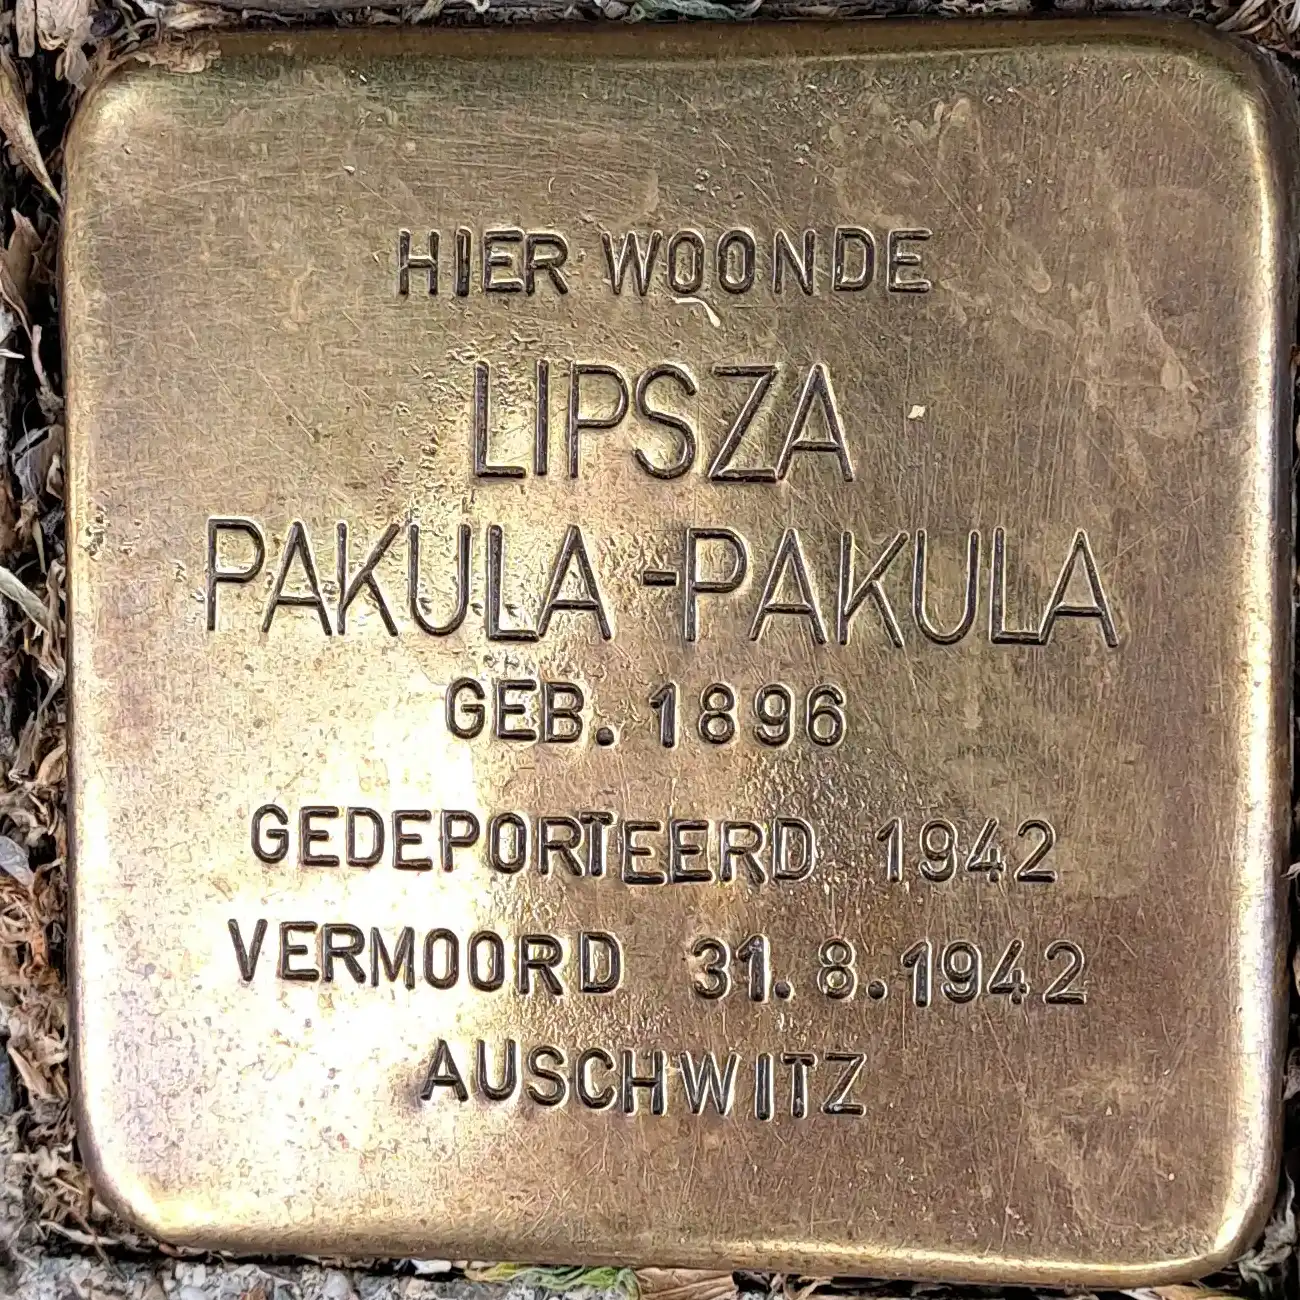 HIER WOONDE
LIPSZA
PAKULA-PAKULA
GEB. 1896
GEDEPORTEERD 1942
VERMOORD 31.8.1942
AUSCHWITZ